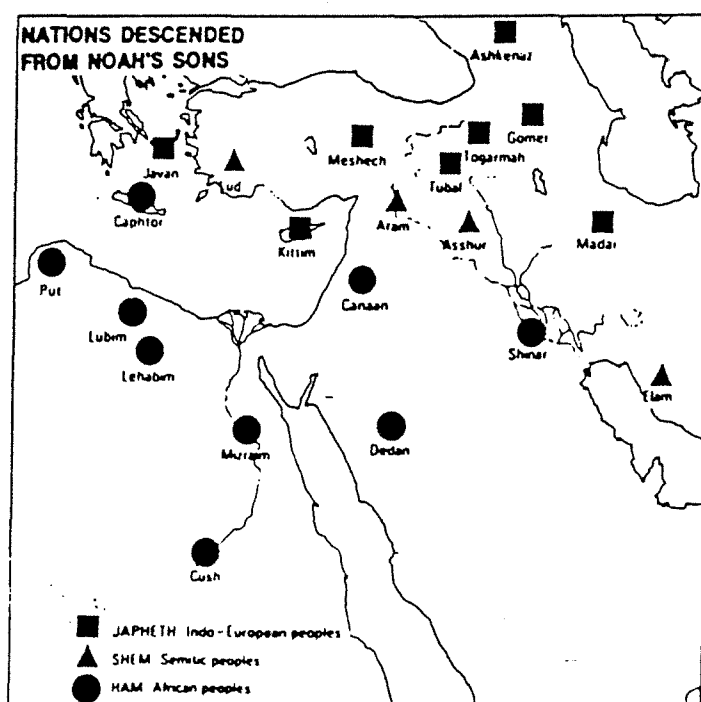 NATIONS DESCENDED
FROM NOAH'S SONS
Ashkenaz
Gomer
Togarmah
Meshech
Tubal
Javan
Lud
Caphtor
Aram
Asshur
Madai
Kittim
Put
Canaan
Lubim
Shinar
Lehabim
Elam
Mizraim
Dedan
Cush
JAPHETH Indo-European peoples
SHEM Semitic peoples
HAM African peoples